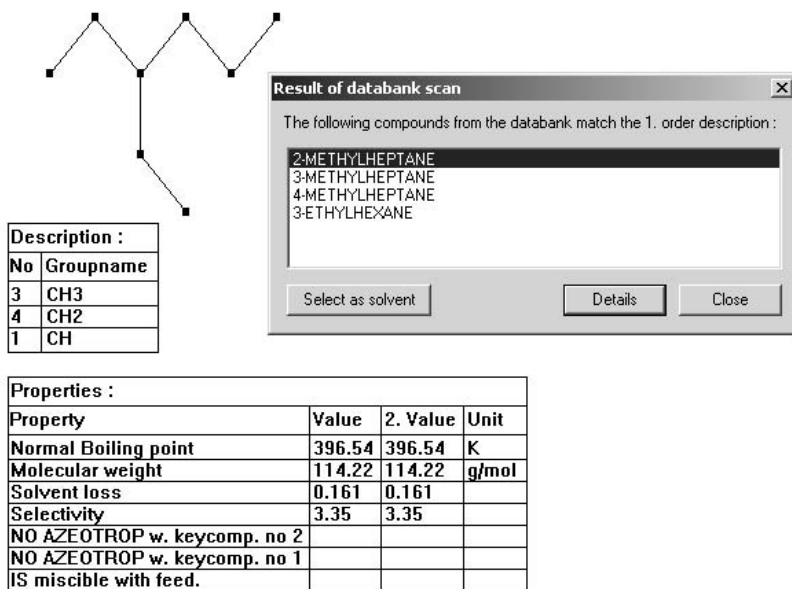 Result of databank scan
The following compounds from the databank match the 1. order description :
2-METHYLHEPTANE
3-METHYLHEPTANE
4-METHYLHEPTANE
3-ETHYLHEXANE
Select as solvent Details Close
Description :
No Groupname
3 CH3
4 CH2
1 CH
Properties :
Property Value 2. Value Unit
Normal Boiling point 396.54 396.54 K
Molecular weight 114.22 114.22 g/mol
Solvent loss 0.161 0.161
Selectivity 3.35 3.35
NO AZEOTROP w. keycomp. no 2
NO AZEOTROP w. keycomp. no 1
IS miscible with feed.